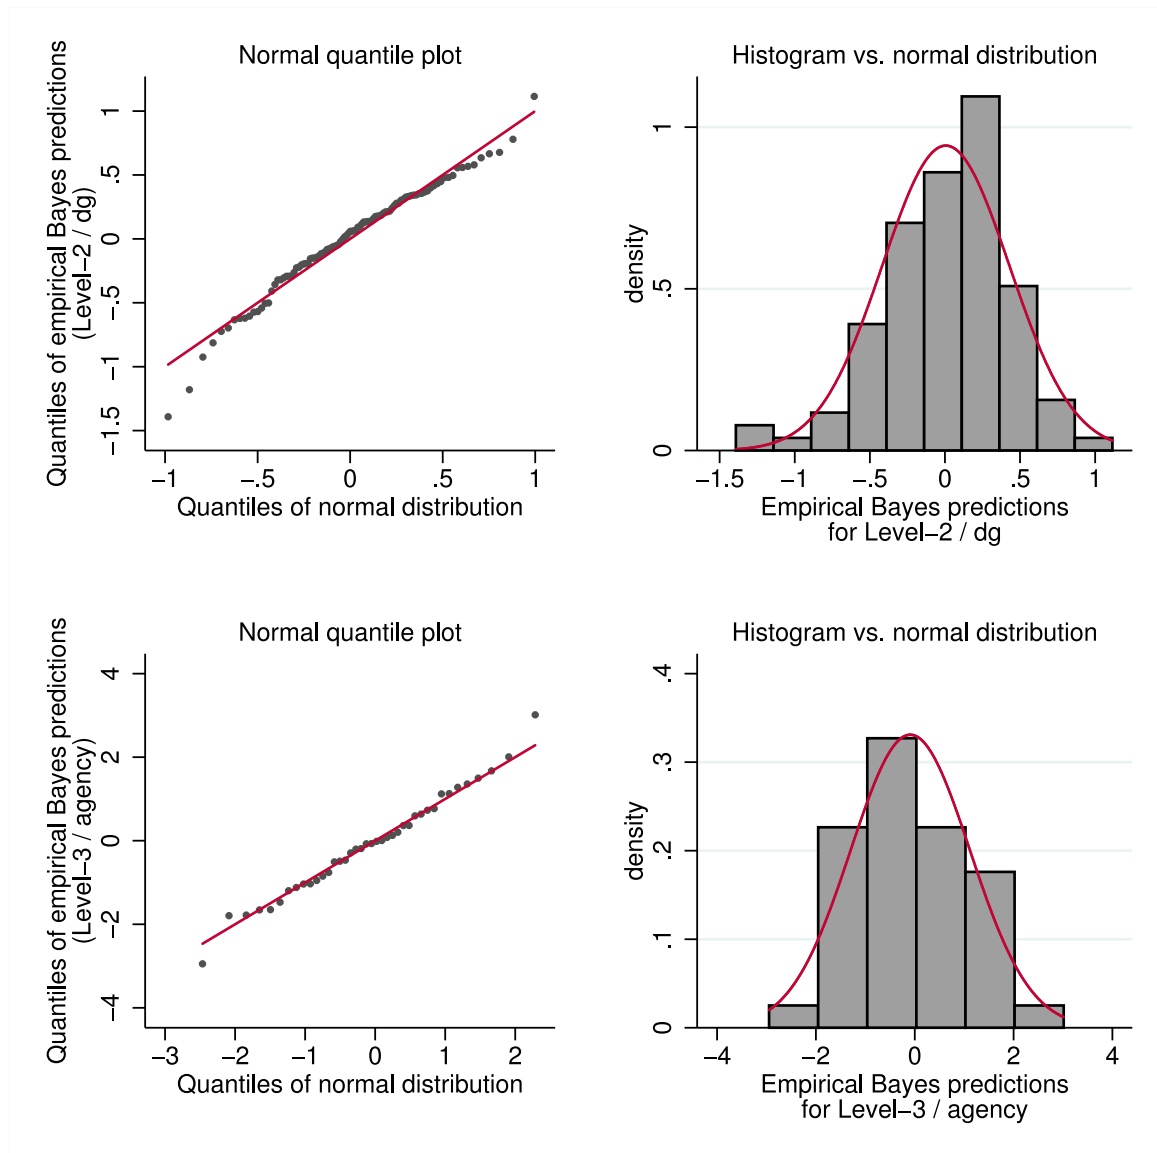 Normal quantile plot
Quantiles of empirical Bayes predictions
(Level−2 / dg)
1
.5
0
−.5
−1
−1.5
−1 −.5 0 .5 1
Quantiles of normal distribution
Histogram vs. normal distribution
density
1
.5
0
−1.5 −1 −.5 0 .5 1
Empirical Bayes predictions
for Level−2 / dg
Normal quantile plot
Quantiles of empirical Bayes predictions
(Level−3 / agency)
4
2
0
−2
−4
−3 −2 −1 0 1 2
Quantiles of normal distribution
Histogram vs. normal distribution
density
.4
.3
.2
.1
0
−4 −2 0 2 4
Empirical Bayes predictions
for Level−3 / agency